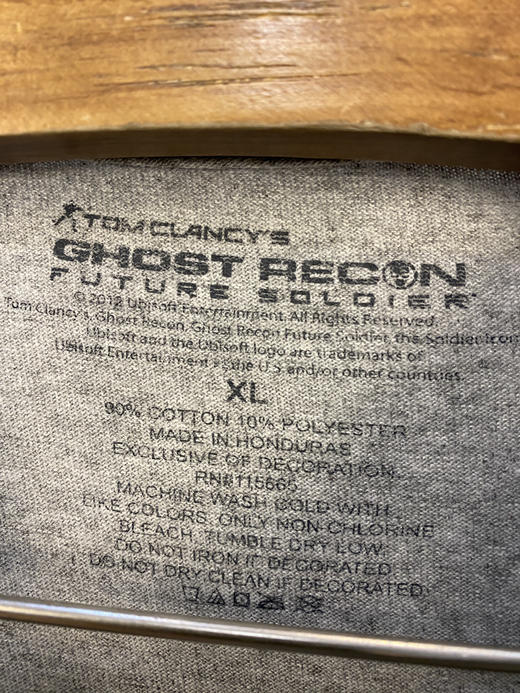 TOM CLANCY'S
GHOST RECON
FUTURE SOLDIER™
© 2012 Ubisoft Entertainment. All Rights Reserved.
Tom Clancy's, Ghost Recon, Ghost Recon Future Soldier, the Soldier Icon
Ubisoft and the Ubisoft logo are trademarks of
Ubisoft Entertainment in the U.S and/or other countries.
XL
90% COTTON 10% POLYESTER
MADE IN HONDURAS
EXCLUSIVE OF DECORATION.
RN#115665
MACHINE WASH COLD WITH
LIKE COLORS. ONLY NON-CHLORINE
BLEACH. TUMBLE DRY LOW.
DO NOT IRON IF DECORATED
DO NOT DRY CLEAN IF DECORATED